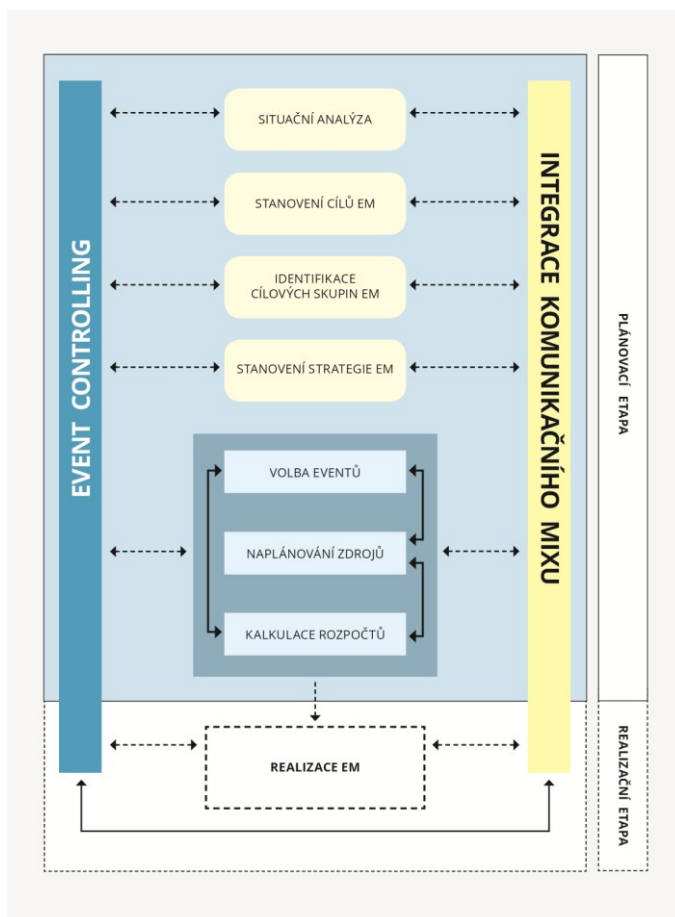 EVENT CONTROLLING
SITUAČNÍ ANALÝZA
STANOVENÍ CÍLŮ EM
IDENTIFIKACE
CÍLOVÝCH SKUPIN EM
STANOVENÍ STRATEGIE EM
VOLBA EVENTŮ
NAPLÁNOVÁNÍ ZDROJŮ
KALKULACE ROZPOČTŮ
REALIZACE EM
INTEGRACE KOMUNIKAČNÍHO MIXU
PLÁNOVACÍ ETAPA
REALIZAČNÍ ETAPA